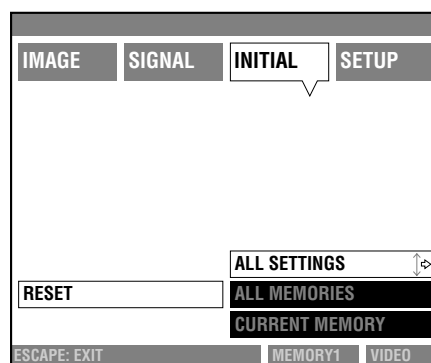 IMAGE SIGNAL INITIAL SETUP
ALL SETTINGS
RESET ALL MEMORIES
CURRENT MEMORY
ESCAPE: EXIT MEMORY1 VIDEO